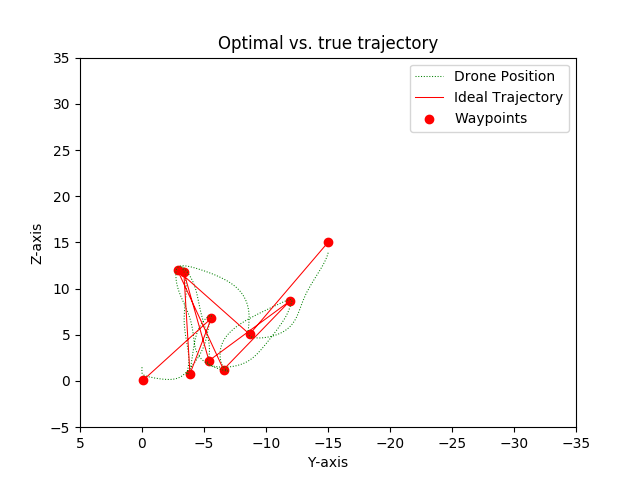 Optimal vs. true trajectory
Drone Position
Ideal Trajectory
Waypoints
35
30
25
20
15
10
5
0
−5
Z-axis
5 0 −5 −10 −15 −20 −25 −30 −35
Y-axis